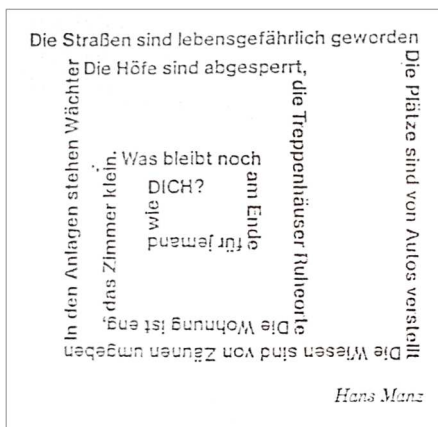 Die Straßen sind lebensgefährlich geworden
Die Plätze sind von Autos verstellt
Die Wiesen sind von Zäunen umgeben
In den Anlagen stehen Wächter
Die Höfe sind abgesperrt,
die Treppenhäuser Ruheorte
Die Wohnung ist eng,
das Zimmer klein.
Was bleibt noch
am Ende
für jemand
wie
DICH?
Hans Manz